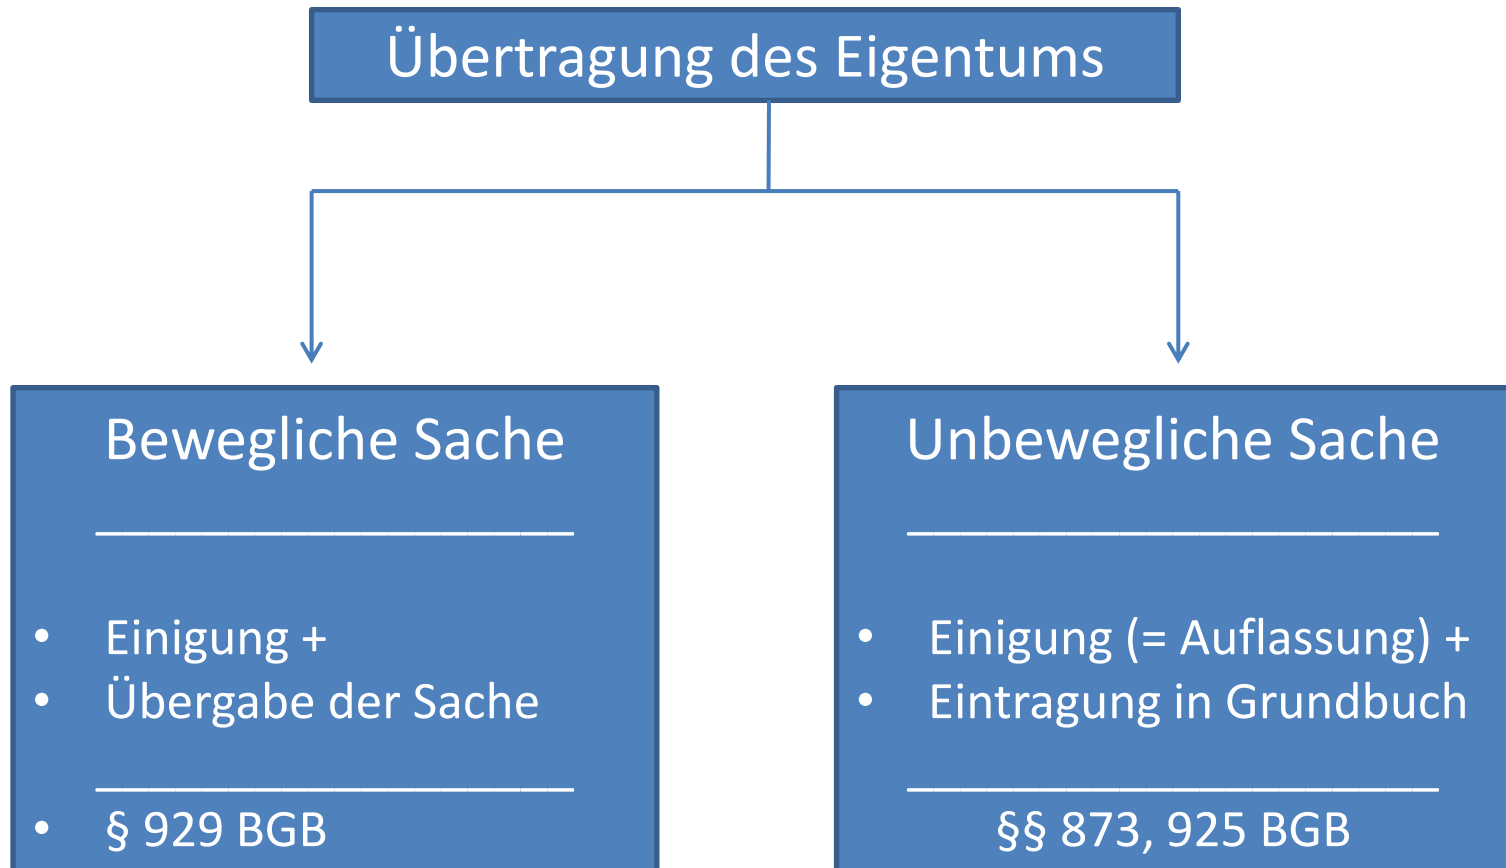 Übertragung des Eigentums
Bewegliche Sache
• Einigung +
• Übergabe der Sache
• § 929 BGB
Unbewegliche Sache
• Einigung (= Auflassung) +
• Eintragung in Grundbuch
§§ 873, 925 BGB